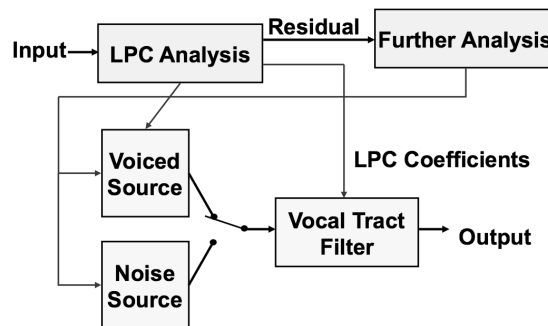 Residual
Input
LPC Analysis
Further Analysis
Voiced
Source
LPC Coefficients
Vocal Tract
Filter
Output
Noise
Source